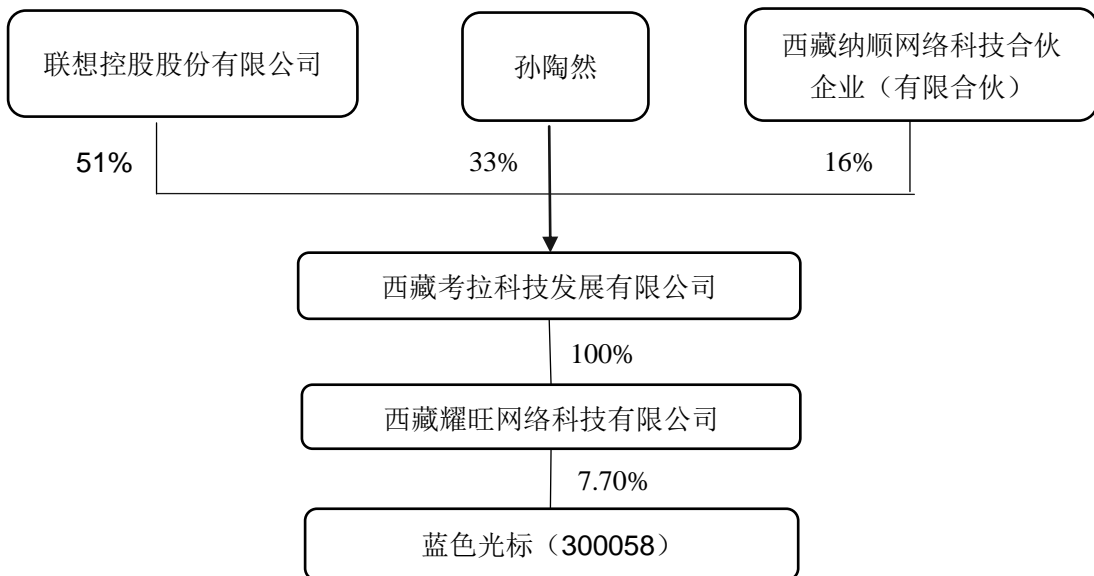 联想控股股份有限公司
孙陶然
西藏纳顺网络科技合伙
企业（有限合伙）
51%
33%
16%
西藏考拉科技发展有限公司
100%
西藏耀旺网络科技有限公司
7.70%
蓝色光标（300058）